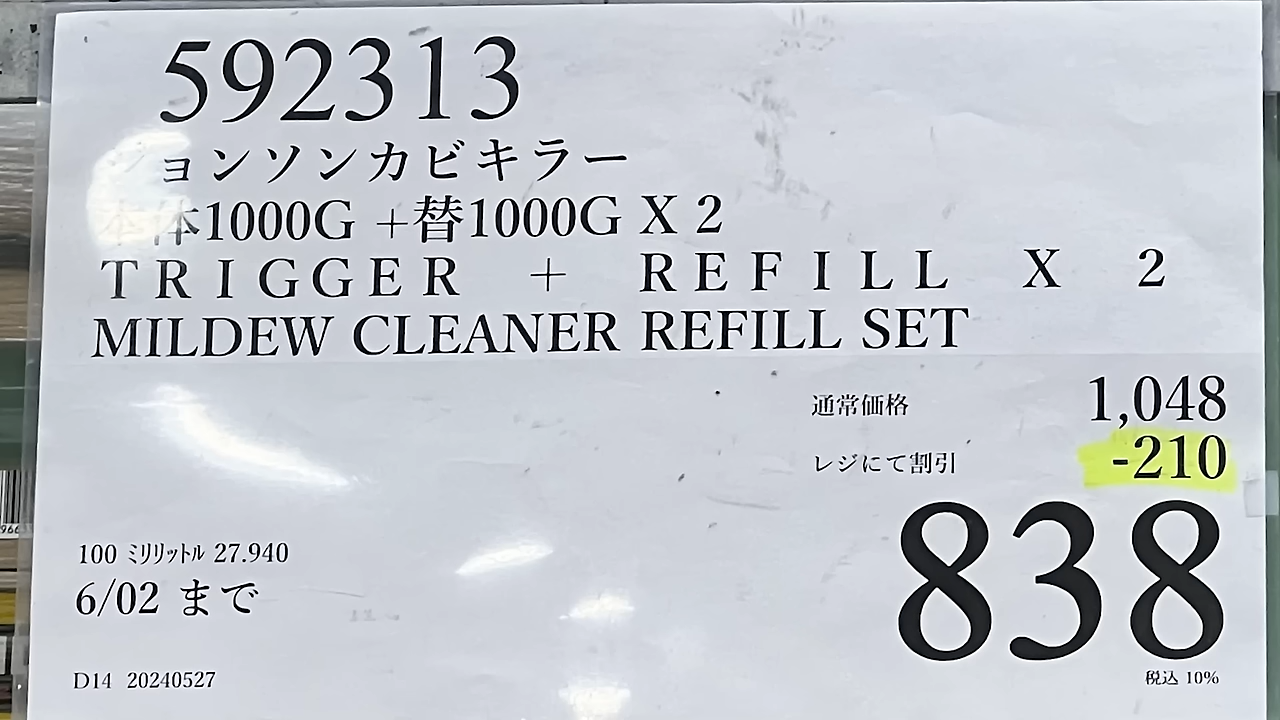 592313
ジョンソンカビキラー
本体1000G +替1000G X 2
TRIGGER + REFILL X 2
MILDEW CLEANER REFILL SET
通常価格 1,048
レジにて割引 -210
838
100 ﾐﾘﾘｯﾄﾙ 27.940
6/02 まで
D14 20240527
税込 10%